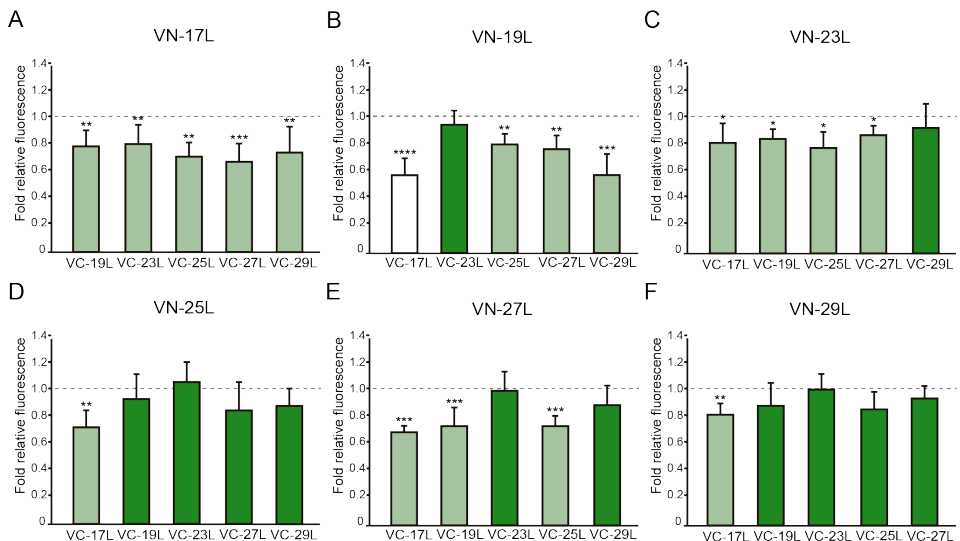 A
VN-17L
Fold relative fluorescence
1.4
1.2
1.0
0.8
0.6
0.4
0.2
0
** ** ** *** **
VC-19L VC-23L VC-25L VC-27L VC-29L
B
VN-19L
Fold relative fluorescence
1.4
1.2
1.0
0.8
0.6
0.4
0.2
0
**** ** ** ***
VC-17L VC-23L VC-25L VC-27L VC-29L
C
VN-23L
Fold relative fluorescence
1.4
1.2
1.0
0.8
0.6
0.4
0.2
0
* * * *
VC-17L VC-19L VC-25L VC-27L VC-29L
D
VN-25L
Fold relative fluorescence
1.4
1.2
1.0
0.8
0.6
0.4
0.2
0
**
VC-17L VC-19L VC-23L VC-27L VC-29L
E
VN-27L
Fold relative fluorescence
1.4
1.2
1.0
0.8
0.6
0.4
0.2
0
*** *** ***
VC-17L VC-19L VC-23L VC-25L VC-29L
F
VN-29L
Fold relative fluorescence
1.4
1.2
1.0
0.8
0.6
0.4
0.2
0
**
VC-17L VC-19L VC-23L VC-25L VC-27L